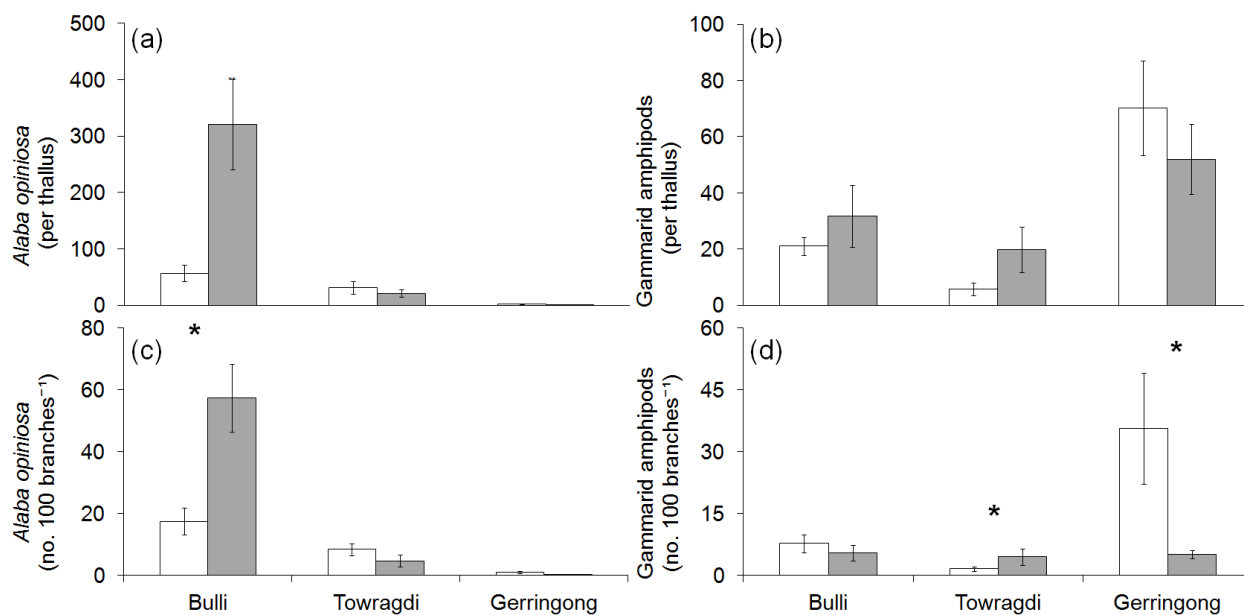 (a)
500
400
300
200
100
0
Alaba opiniosa
(per thallus)
(b)
100
80
60
40
20
0
Gammarid amphipods
(per thallus)
(c)
*
80
60
40
20
0
Alaba opiniosa
(no. 100 branches⁻¹)
Bulli Towragdi Gerringong
(d)
*
*
60
45
30
15
0
Gammarid amphipods
(no. 100 branches⁻¹)
Bulli Towragdi Gerringong